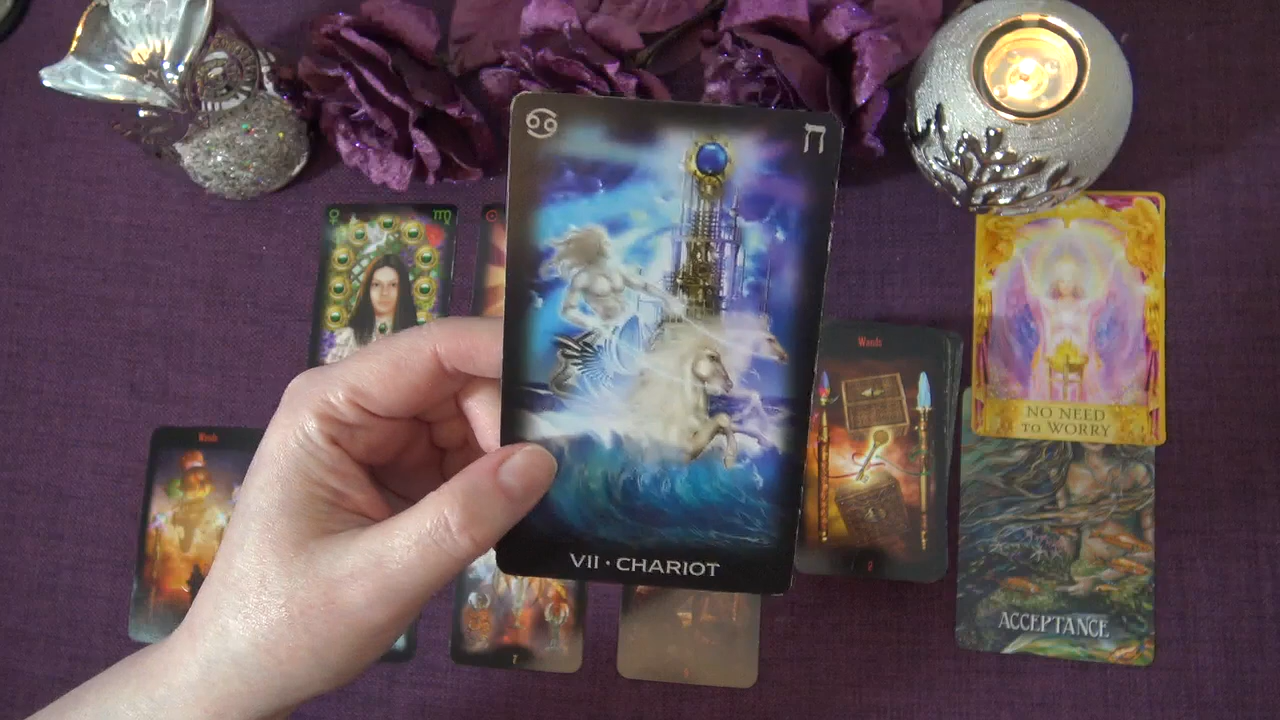 ח
VII · CHARIOT
Wands
NO NEED
TO WORRY
ACCEPTANCE
Wands